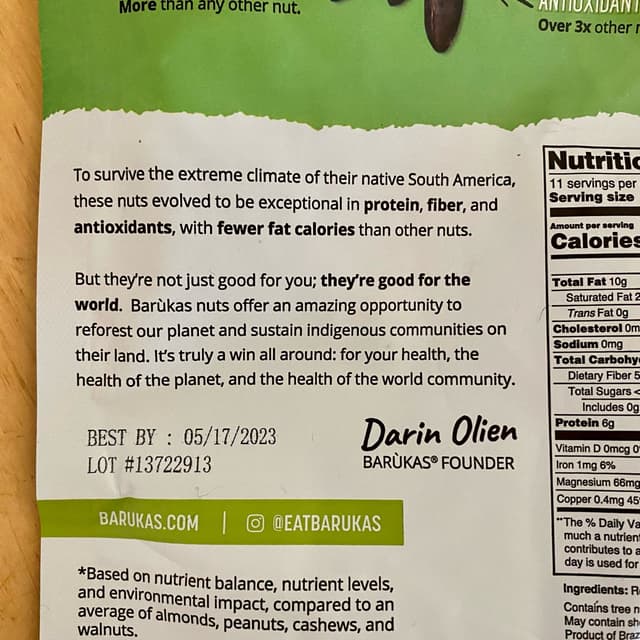 More than any other nut.
ANTIOXIDANT
Over 3x other
To survive the extreme climate of their native South America,
these nuts evolved to be exceptional in protein, fiber, and
antioxidants, with fewer fat calories than other nuts.
But they're not just good for you; they're good for the
world. Barùkas nuts offer an amazing opportunity to
reforest our planet and sustain indigenous communities on
their land. It's truly a win all around: for your health, the
health of the planet, and the health of the world community.
BEST BY : 05/17/2023
LOT #13722913
Darin Olien
BARÙKAS® FOUNDER
BARUKAS.COM | @EATBARUKAS
*Based on nutrient balance, nutrient levels,
and environmental impact, compared to an
average of almonds, peanuts, cashews, and
walnuts.
Nutritio
11 servings per
Serving size
Amount per serving
Calories
Total Fat 10g
Saturated Fat 2
Trans Fat 0g
Cholesterol 0m
Sodium 0mg
Total Carbohy
Dietary Fiber 5
Total Sugars <
Includes 0g
Protein 6g
Vitamin D 0mcg 0
Iron 1mg 6%
Magnesium 66mg
Copper 0.4mg 45
**The % Daily Va
much a nutrient
contributes to a
day is used for
Ingredients: R
Contains tree n
May contain sh
Product of Braz